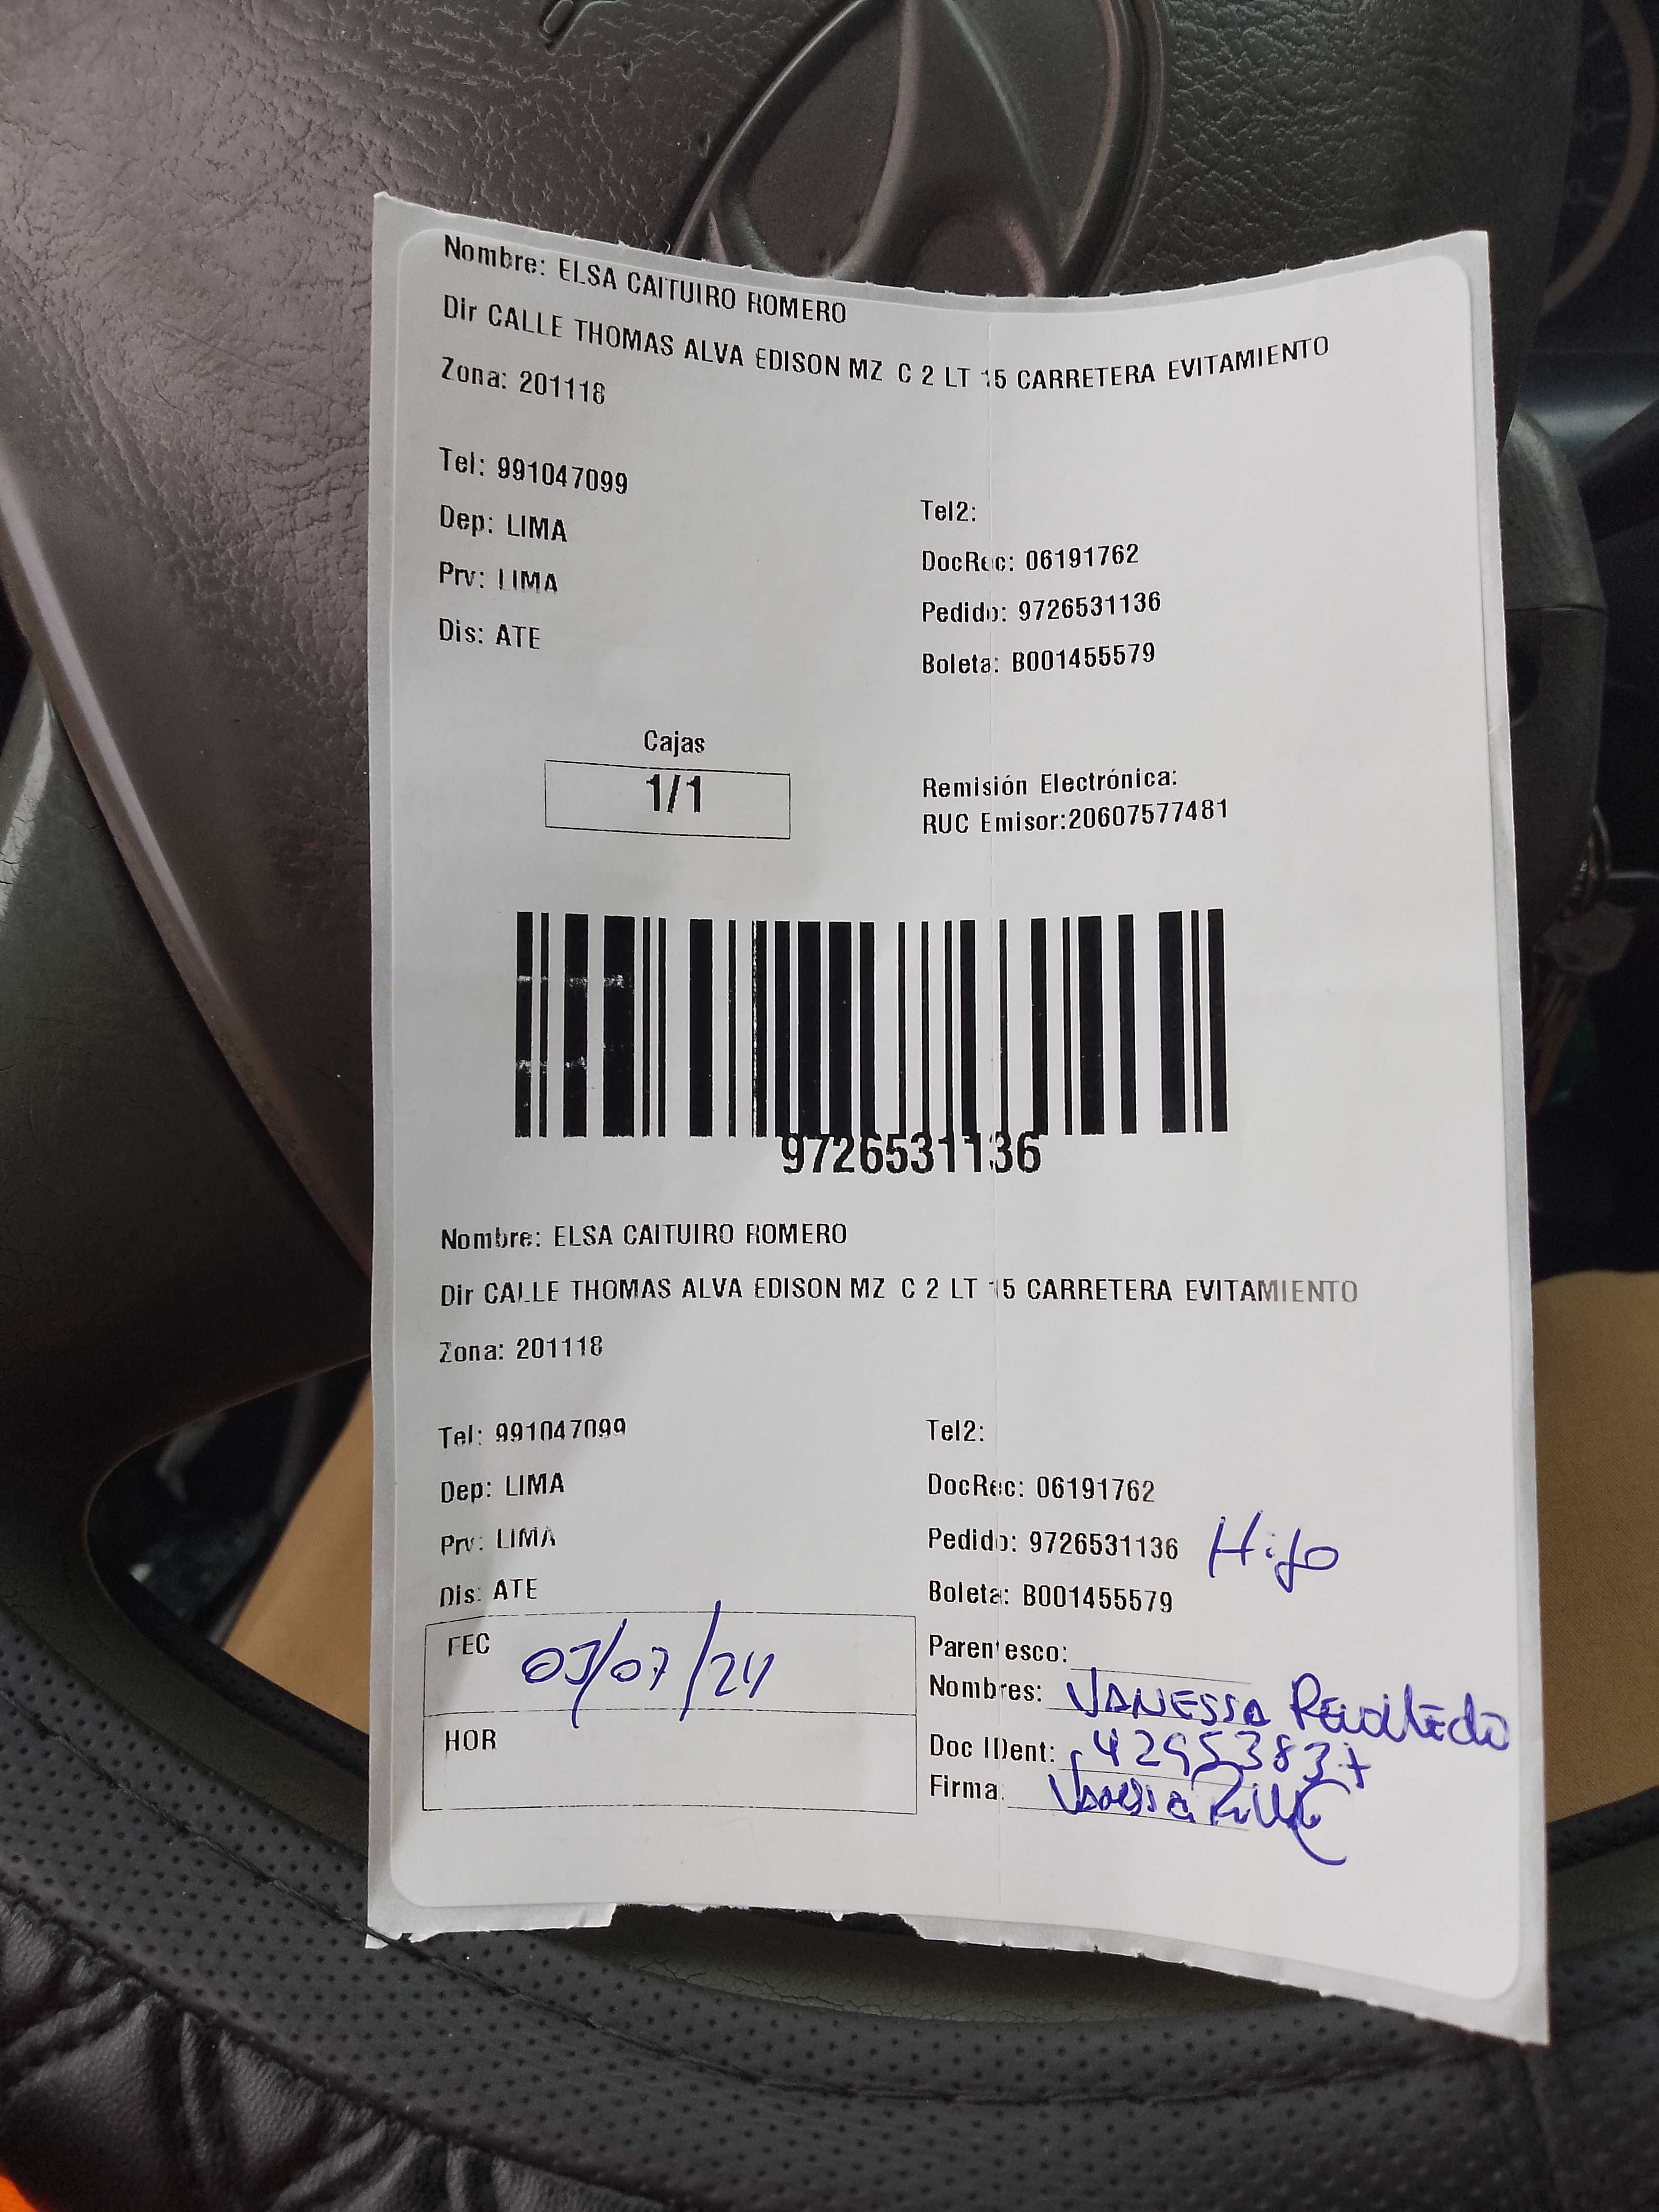 Nombre: ELSA CAITUIRO ROMERO
Dir CALLE THOMAS ALVA EDISON MZ C 2 LT 15 CARRETERA EVITAMIENTO
Zona: 201118
Tel: 991047099
Tel2:
Dep: LIMA
DocRec: 06191762
Prv: LIMA
Pedido: 9726531136
Dis: ATE
Boleta: B001455579
Cajas
1/1
Remisión Electrónica:
RUC Emisor:20607577481
9726531136
Nombre: ELSA CAITUIRO ROMERO
Dir CALLE THOMAS ALVA EDISON MZ C 2 LT 15 CARRETERA EVITAMIENTO
Zona: 201118
Tel: 991047099
Tel2:
Dep: LIMA
DocRec: 06191762
Prv: LIMA
Pedido: 9726531136 Hijo
Dis: ATE
Boleta: B001455579
FEC 03/07/24
Parentesco:
Nombres: VANESSA
HOR
Doc IDent:
Firma: